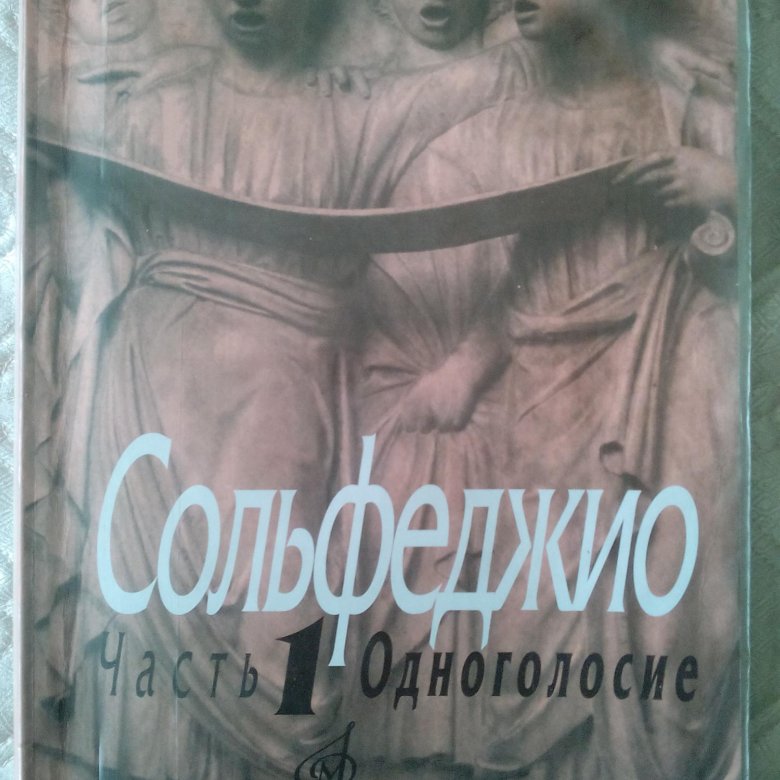 Сольфеджио
Часть 1 Одноголосие
М